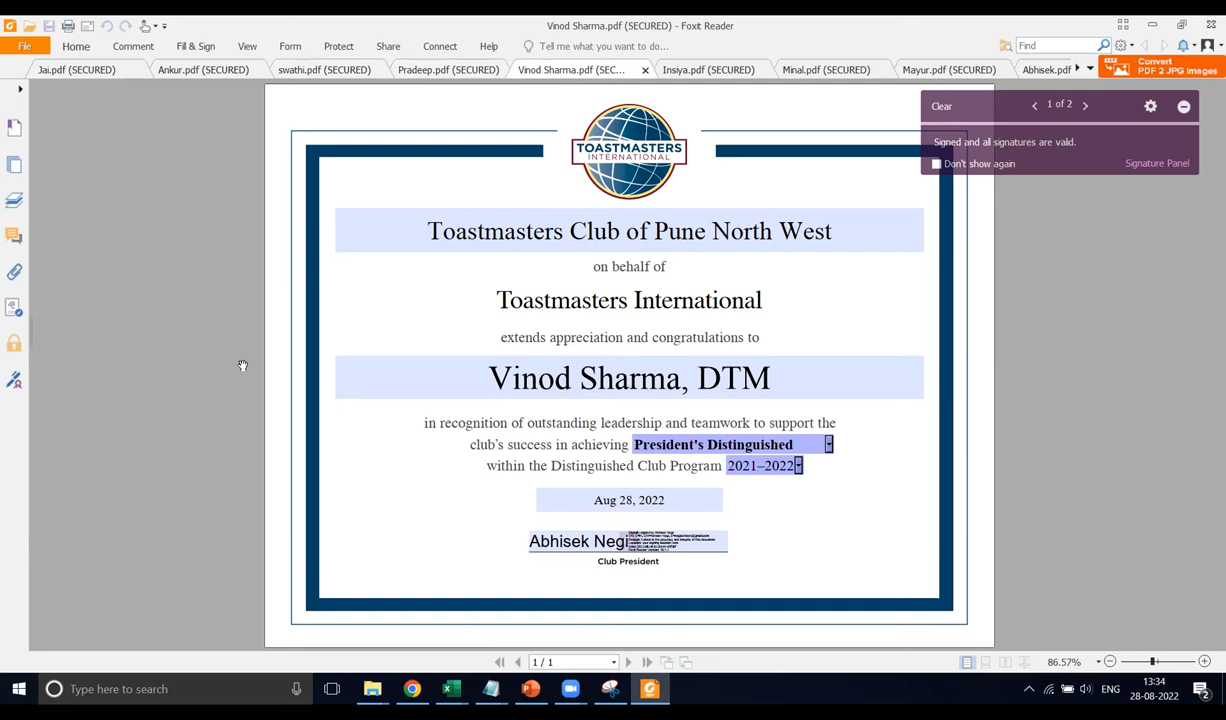 Vinod Sharma.pdf (SECURED) - Foxit Reader
File Home Comment Fill & Sign View Form Protect Share Connect Help Tell me what you want to do... Find
Jai.pdf (SECURED) Ankur.pdf (SECURED) swathi.pdf (SECURED) Pradeep.pdf (SECURED) Vinod Sharma.pdf (SEC... Insiya.pdf (SECURED) Minal.pdf (SECURED) Mayur.pdf (SECURED) Abhisek.pdf
Convert
PDF 2 JPG Images
Clear 1 of 2
Signed and all signatures are valid.
Don't show again Signature Panel
TOASTMASTERS
INTERNATIONAL
Toastmasters Club of Pune North West
on behalf of
Toastmasters International
extends appreciation and congratulations to
Vinod Sharma, DTM
in recognition of outstanding leadership and teamwork to support the
club's success in achieving President's Distinguished
within the Distinguished Club Program 2021–2022
Aug 28, 2022
Abhisek Negi
Club President
1 / 1
86.57%
Type here to search
ENG
13:34
28-08-2022
2